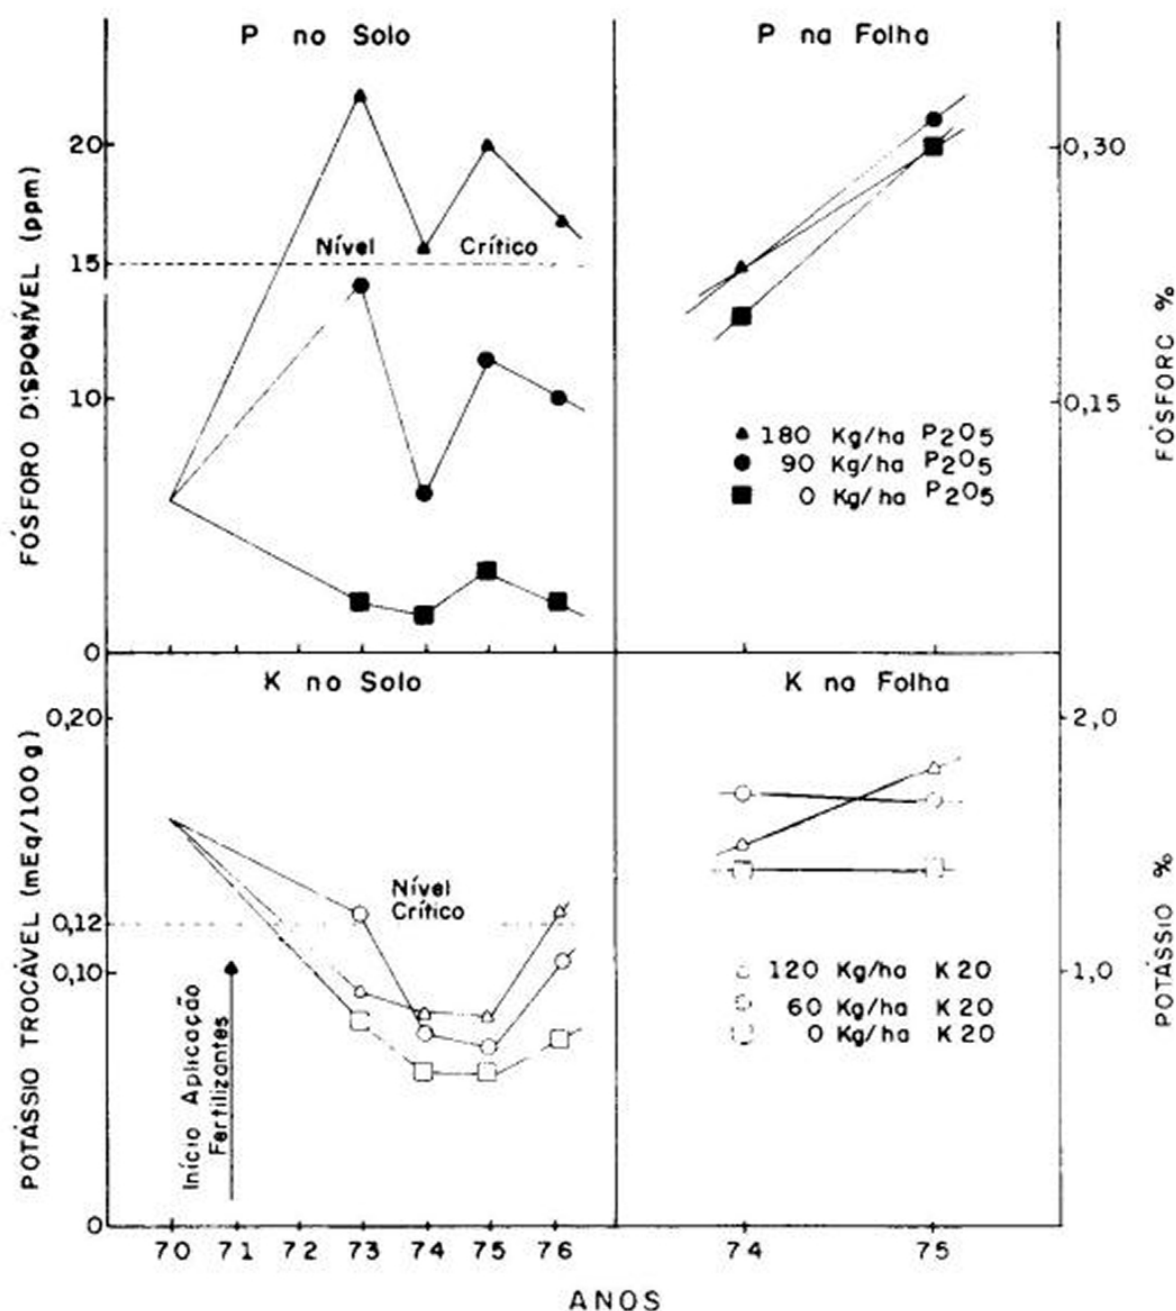 P no Solo
P na Folha
FÓSFORO DISPONÍVEL (ppm)
20
15
10
0
Nível Crítico
0,30
0,15
FÓSFORC %
180 Kg/ha P2O5
90 Kg/ha P2O5
0 Kg/ha P2O5
K no Solo
K na Folha
POTÁSSIO TROCÁVEL (mEq/100g)
0,20
0,12
0,10
0
Nível
Crítico
Início Aplicação
Fertilizantes
2,0
1,0
POTÁSSIO %
120 Kg/ha K20
60 Kg/ha K20
0 Kg/ha K20
70 71 72 73 74 75 76
74 75
ANOS